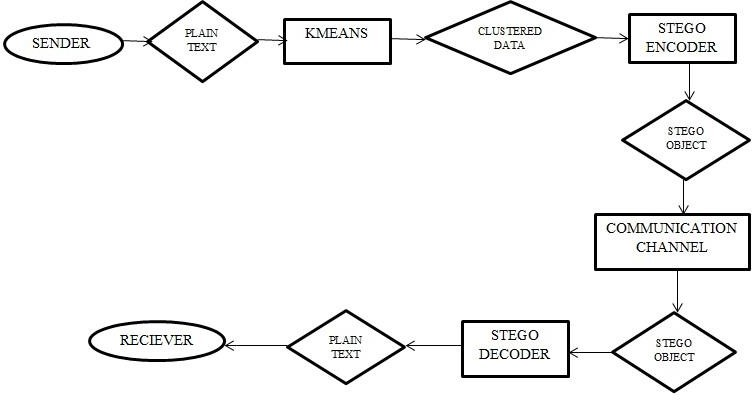 SENDER
PLAIN
TEXT
KMEANS
CLUSTERED
DATA
STEGO
ENCODER
STEGO
OBJECT
COMMUNICATION
CHANNEL
STEGO
OBJECT
STEGO
DECODER
PLAIN
TEXT
RECIEVER